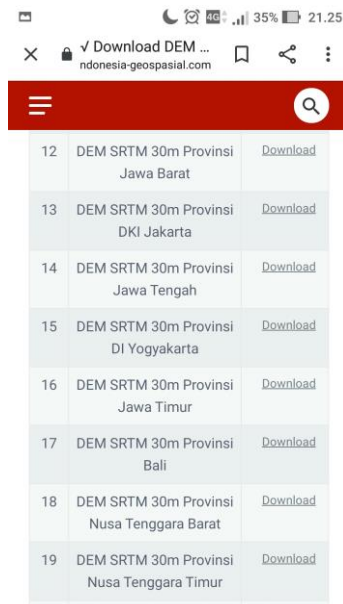 4G 35% 21.25
√ Download DEM ...
ndonesia-geospasial.com
12 DEM SRTM 30m Provinsi Download
Jawa Barat
13 DEM SRTM 30m Provinsi Download
DKI Jakarta
14 DEM SRTM 30m Provinsi Download
Jawa Tengah
15 DEM SRTM 30m Provinsi Download
DI Yogyakarta
16 DEM SRTM 30m Provinsi Download
Jawa Timur
17 DEM SRTM 30m Provinsi Download
Bali
18 DEM SRTM 30m Provinsi Download
Nusa Tenggara Barat
19 DEM SRTM 30m Provinsi Download
Nusa Tenggara Timur